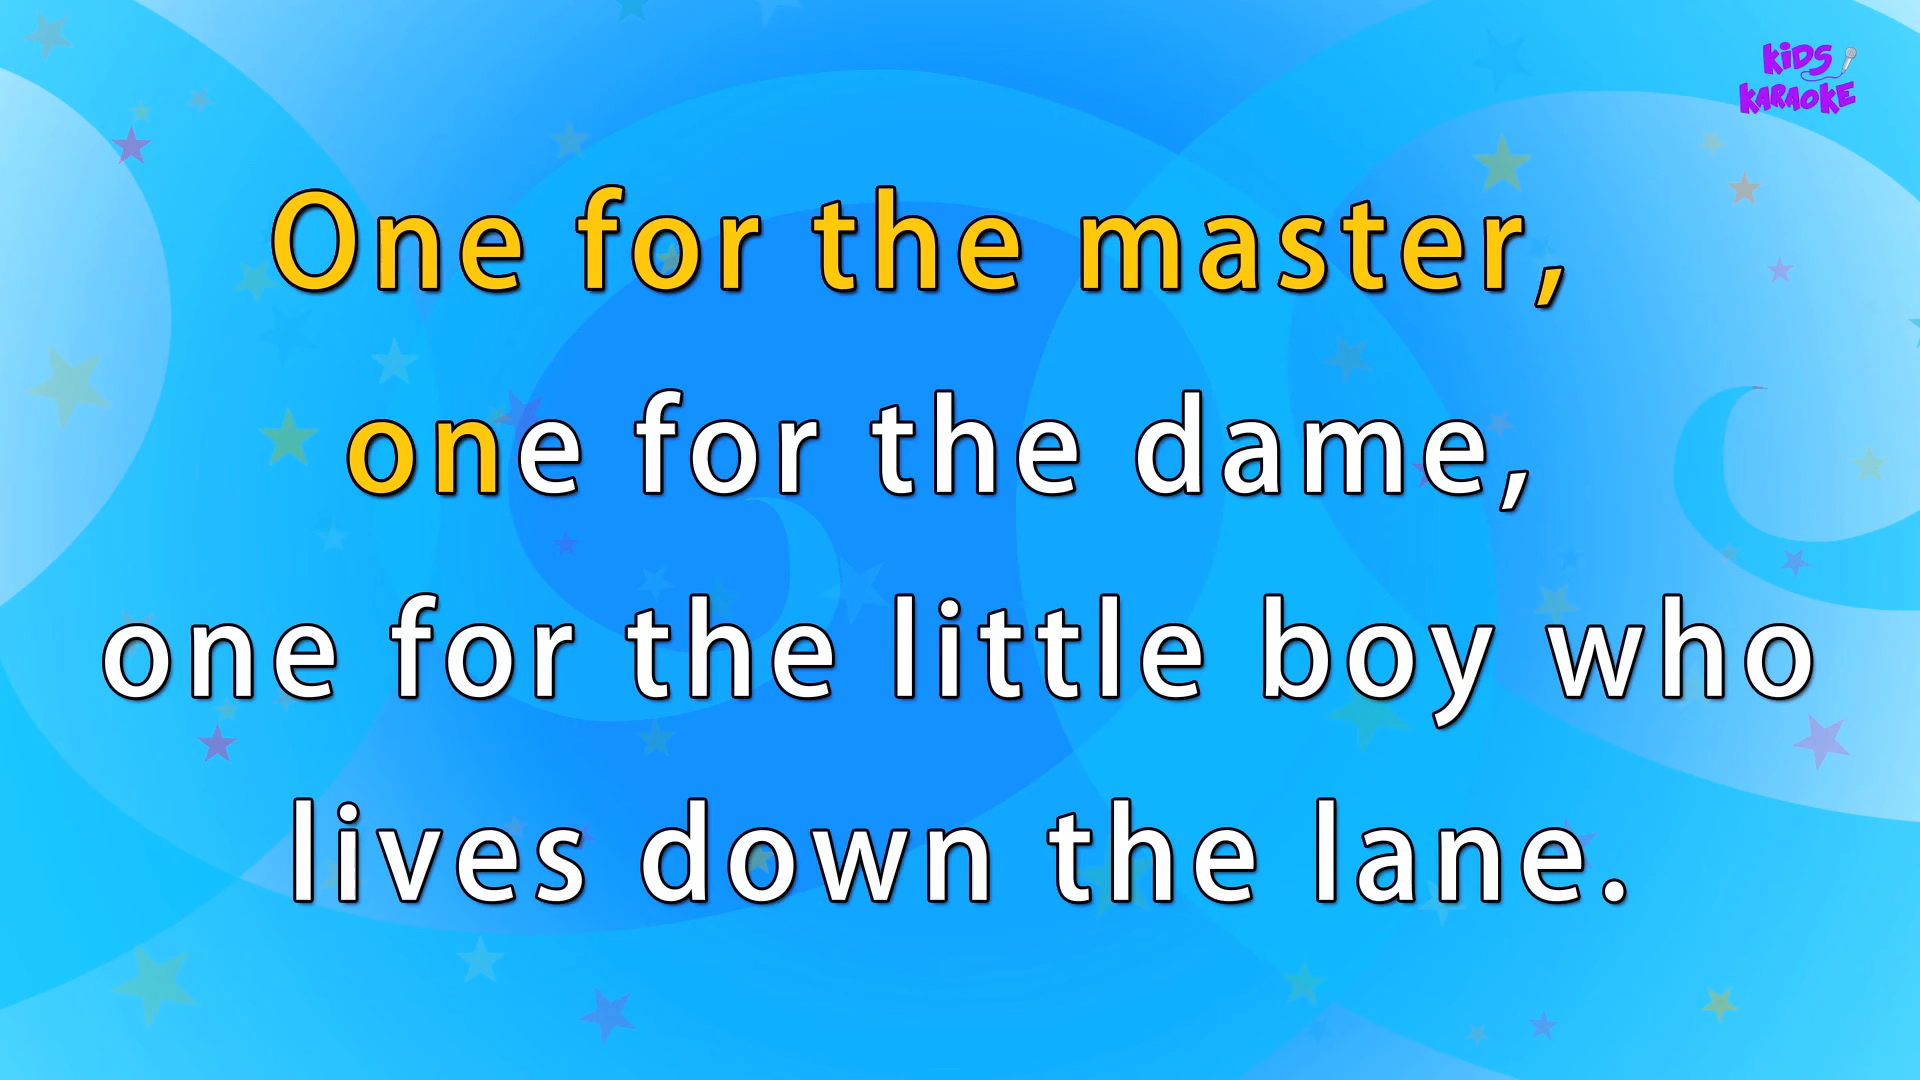 KiDS
KARAOKE
One for the master,
one for the dame,
one for the little boy who
lives down the lane.